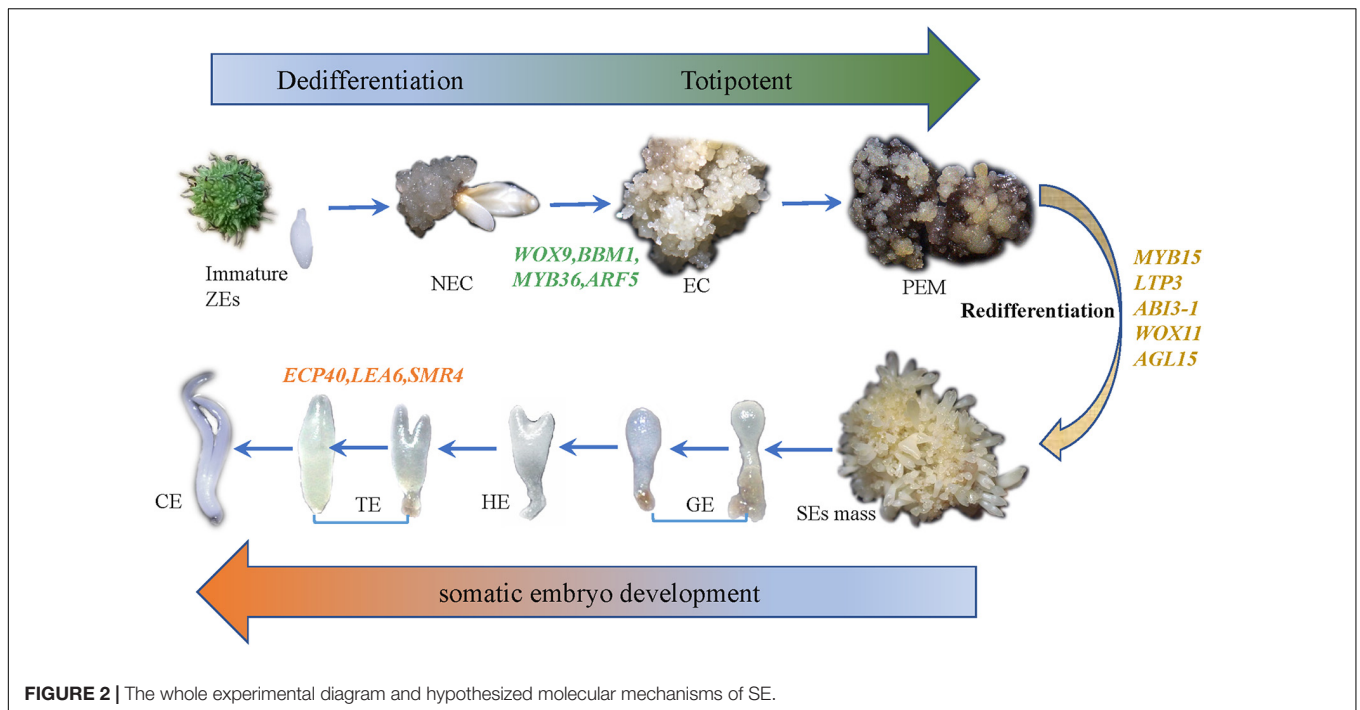 Dedifferentiation Totipotent
Immature
ZEs
NEC
WOX9,BBM1,
MYB36,ARF5
EC
PEM
Redifferentiation
MYB15
LTP3
ABI3-1
WOX11
AGL15
ECP40,LEA6,SMR4
CE
TE
HE
GE
SEs mass
somatic embryo development
FIGURE 2 | The whole experimental diagram and hypothesized molecular mechanisms of SE.